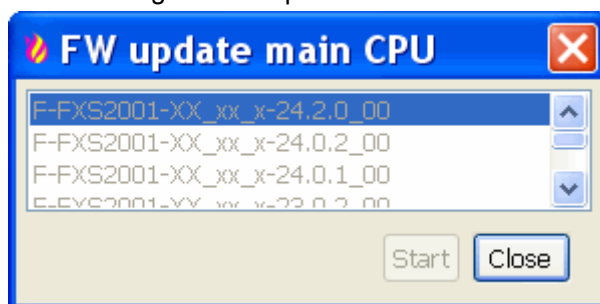 FW update main CPU
F-FXS2001-XX_xx_x-24.2.0_00
F-FXS2001-XX_xx_x-24.0.2_00
F-FXS2001-XX_xx_x-24.0.1_00
Start Close